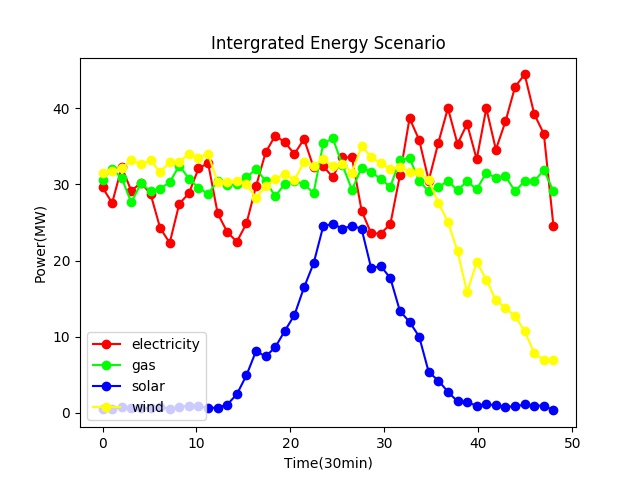 Intergrated Energy Scenario
40
30
20
10
0
Power(MW)
electricity
gas
solar
wind
0 10 20 30 40 50
Time(30min)